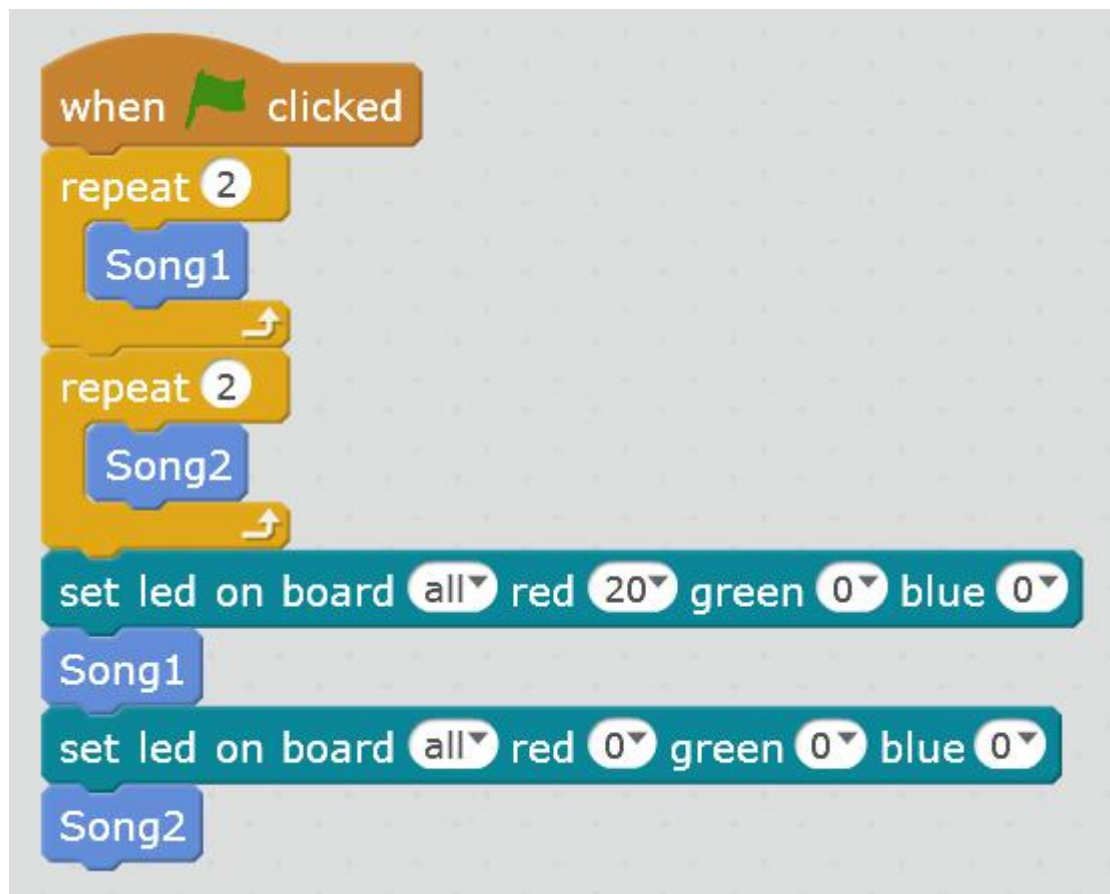 when clicked
repeat 2
Song1
repeat 2
Song2
set led on board all red 20 green 0 blue 0
Song1
set led on board all red 0 green 0 blue 0
Song2